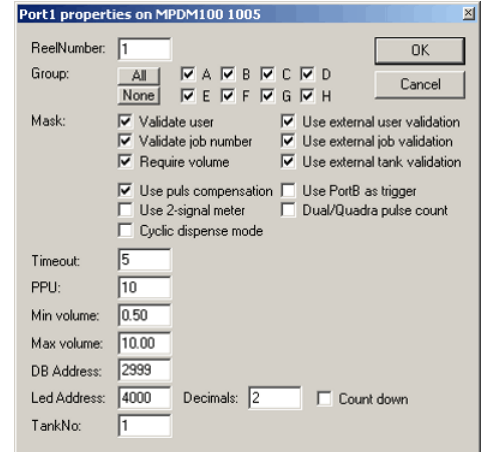 Port1 properties on MPDM100 1005
ReelNumber: 1
OK
Group: All A B C D
Cancel
None E F G H
Mask: Validate user Use external user validation
Validate job number Use external job validation
Require volume Use external tank validation
Use puls compensation Use PortB as trigger
Use 2-signal meter Dual/Quadra pulse count
Cyclic dispense mode
Timeout: 5
PPU: 10
Min volume: 0.50
Max volume: 10.00
DB Address: 2999
Led Address: 4000 Decimals: 2 Count down
TankNo: 1